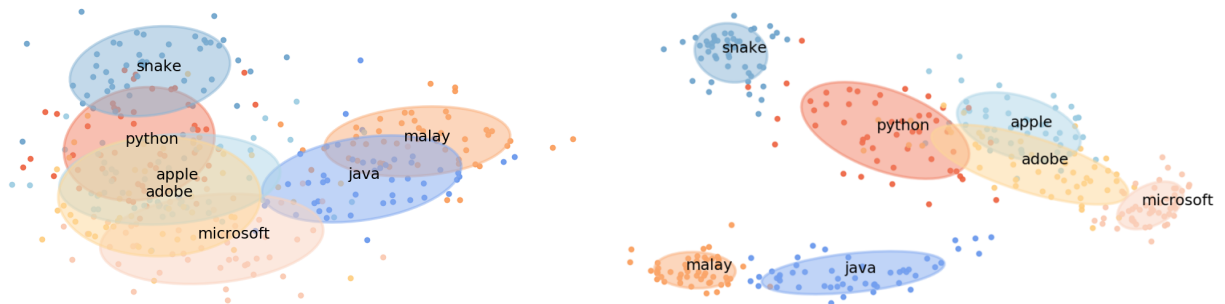 snake
python
apple
adobe
microsoft
malay
java
snake
python
apple
adobe
microsoft
malay
java